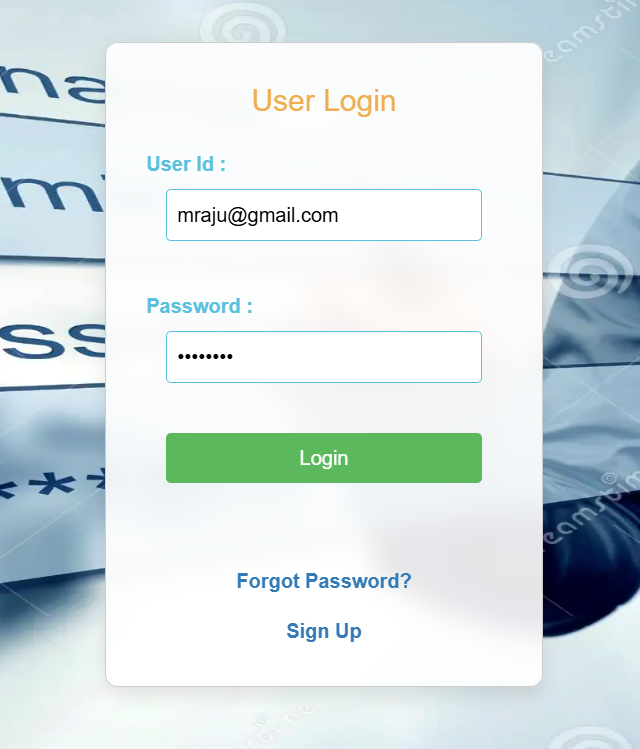 User Login
User Id :
mraju@gmail.com
Password :
••••••••
Login
Forgot Password?
Sign Up